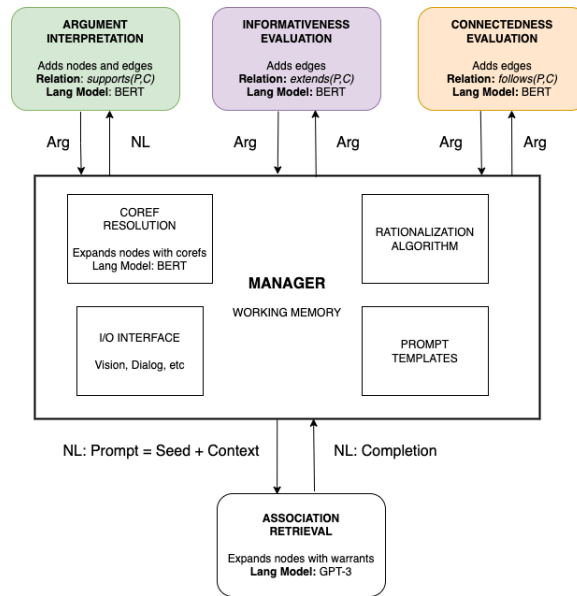 ARGUMENT
INTERPRETATION
Adds nodes and edges
Relation: supports(P,C)
Lang Model: BERT
INFORMATIVENESS
EVALUATION
Adds edges
Relation: extends(P,C)
Lang Model: BERT
CONNECTEDNESS
EVALUATION
Adds edges
Relation: follows(P,C)
Lang Model: BERT
Arg
NL
Arg
Arg
Arg
Arg
COREF
RESOLUTION
Expands nodes with corefs
Lang Model: BERT
RATIONALIZATION
ALGORITHM
MANAGER
WORKING MEMORY
I/O INTERFACE
Vision, Dialog, etc
PROMPT
TEMPLATES
NL: Prompt = Seed + Context
NL: Completion
ASSOCIATION
RETRIEVAL
Expands nodes with warrants
Lang Model: GPT-3